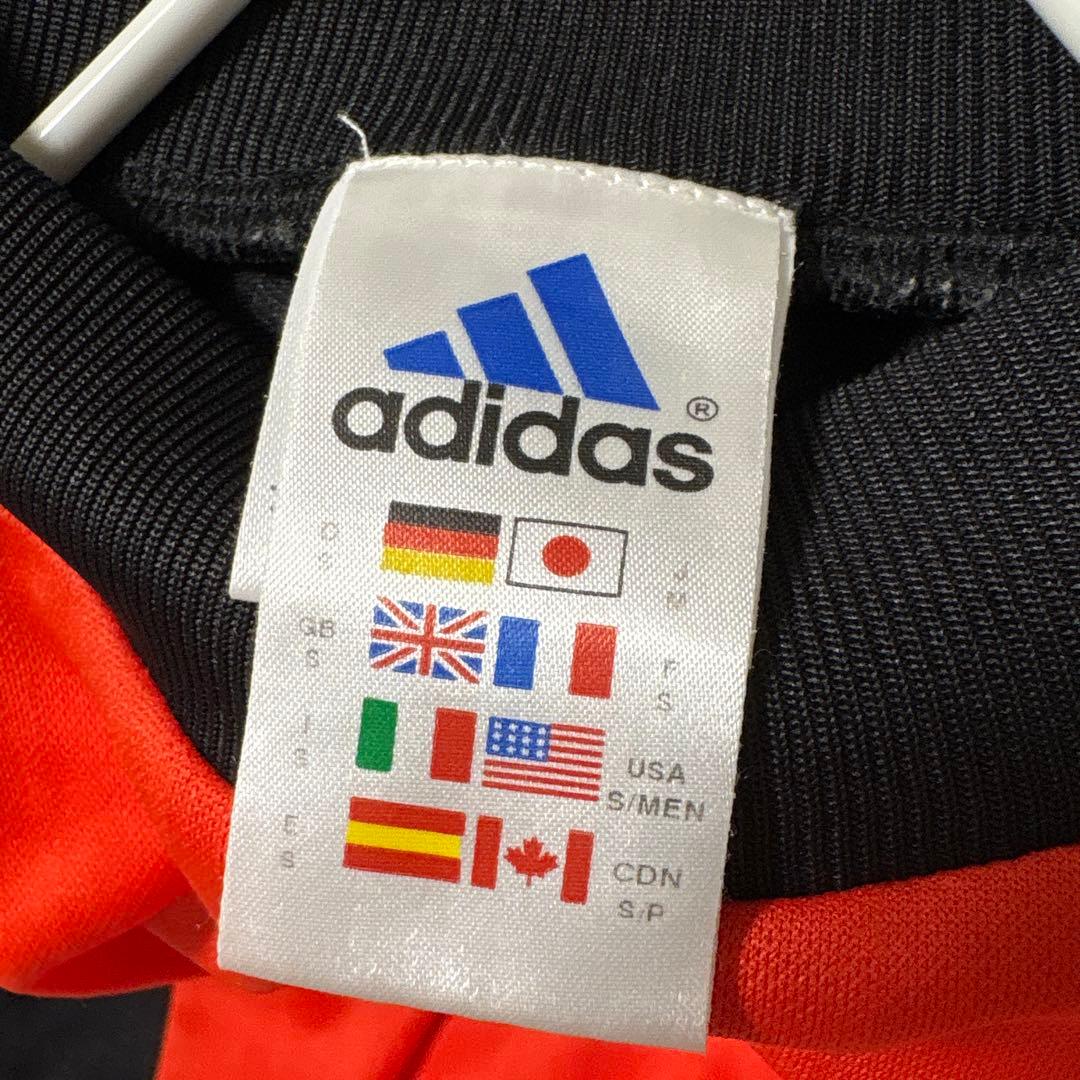 adidas ®
D J
S M
GB F
S S
I USA
S/MEN
E CDN
S S/P